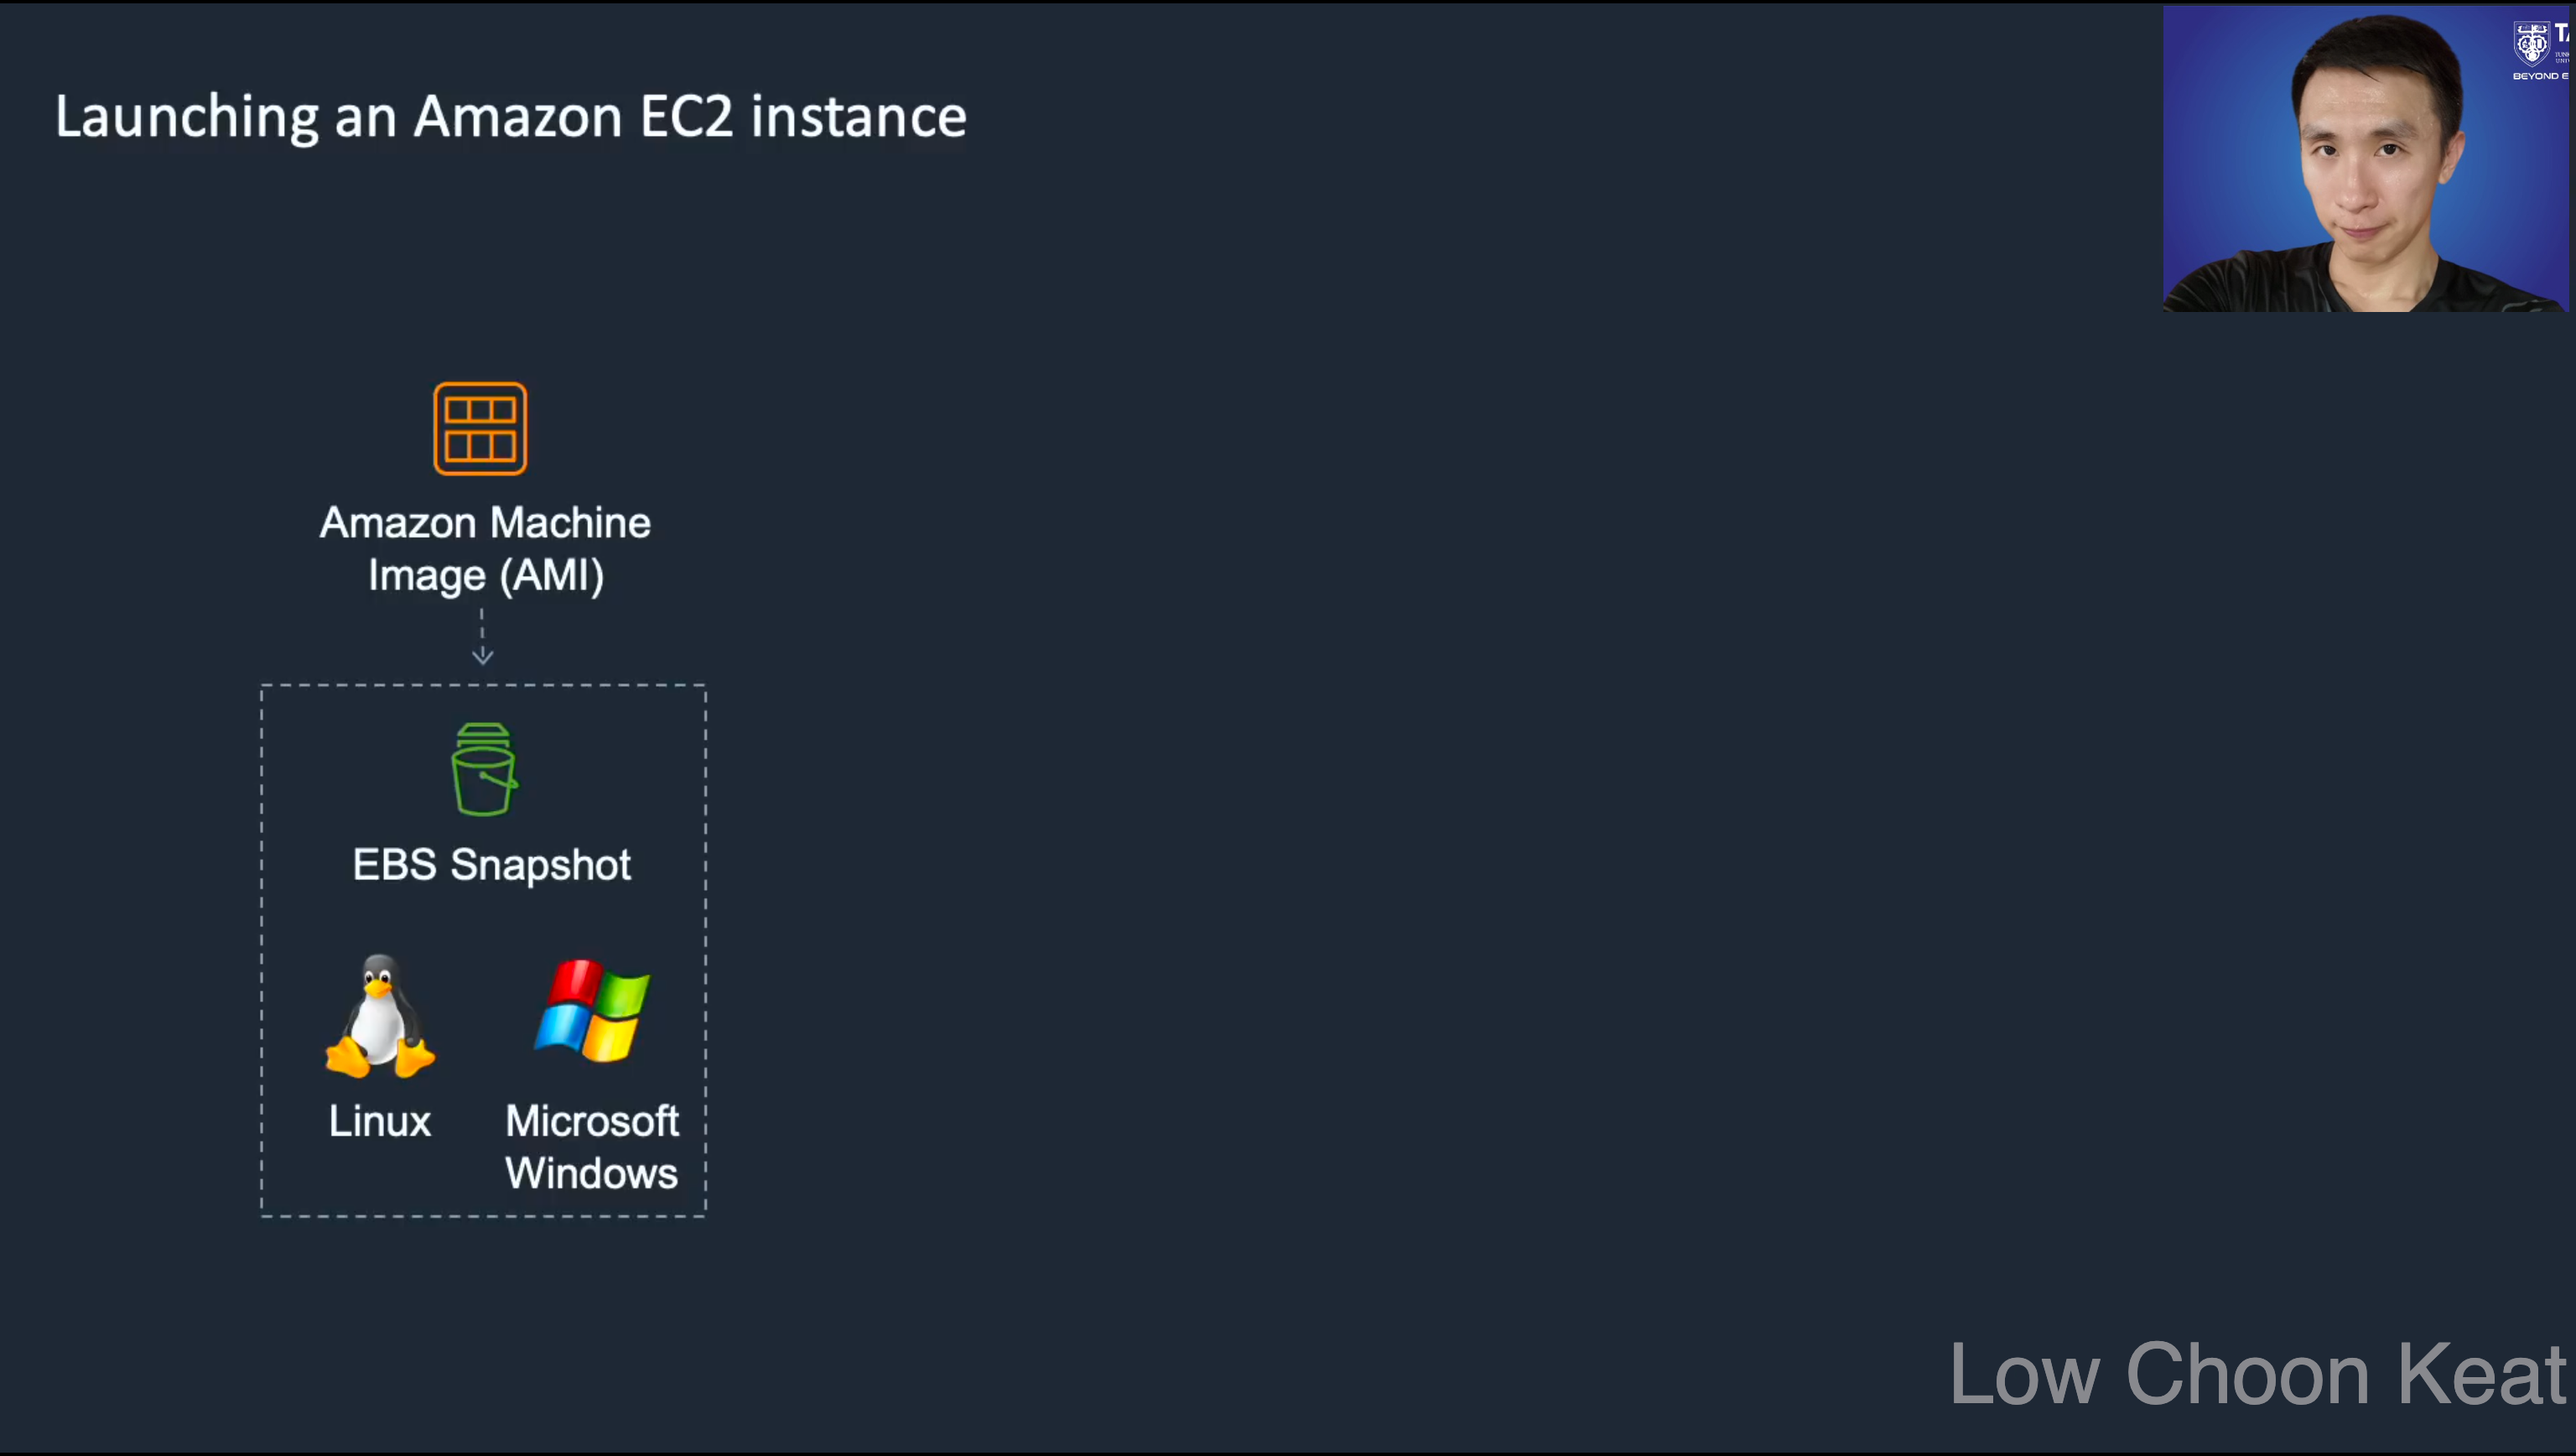 Launching an Amazon EC2 instance
BEYOND E
Amazon Machine
Image (AMI)
EBS Snapshot
Linux
Microsoft
Windows
Low Choon Keat